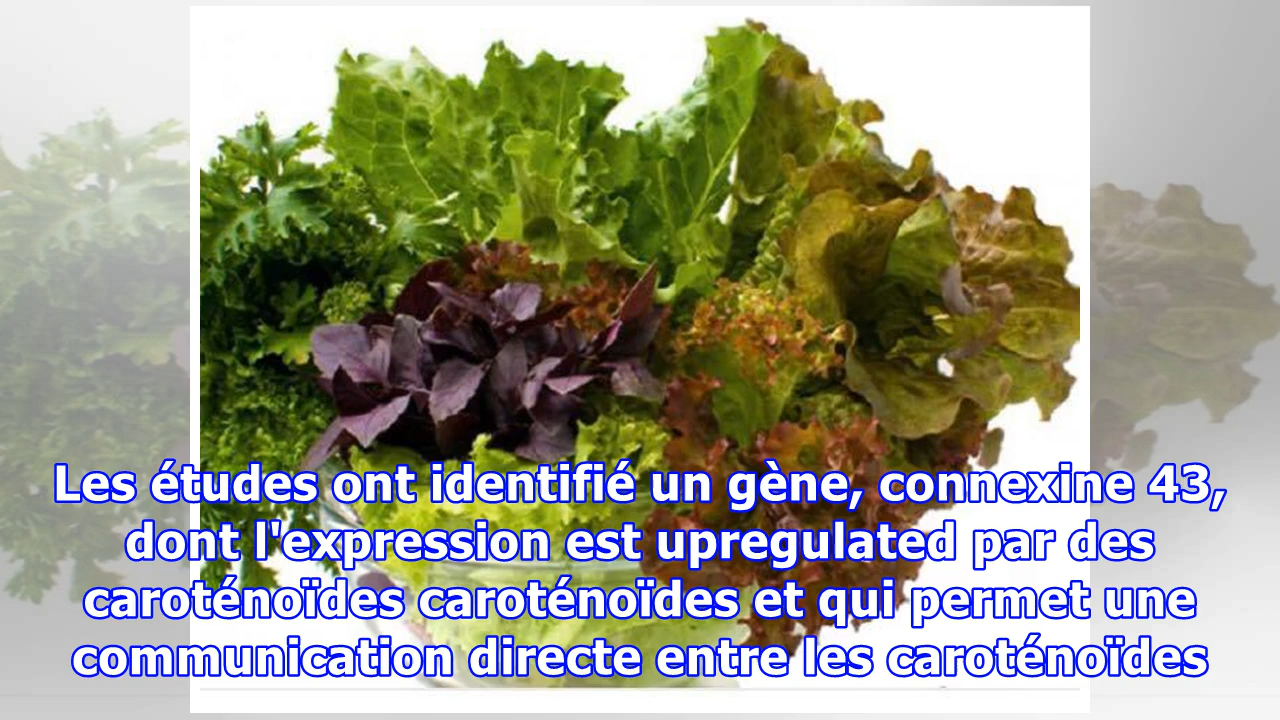 Les études ont identifié un gène, connexine 43,
dont l'expression est upregulated par des
caroténoïdes caroténoïdes et qui permet une
communication directe entre les caroténoïdes